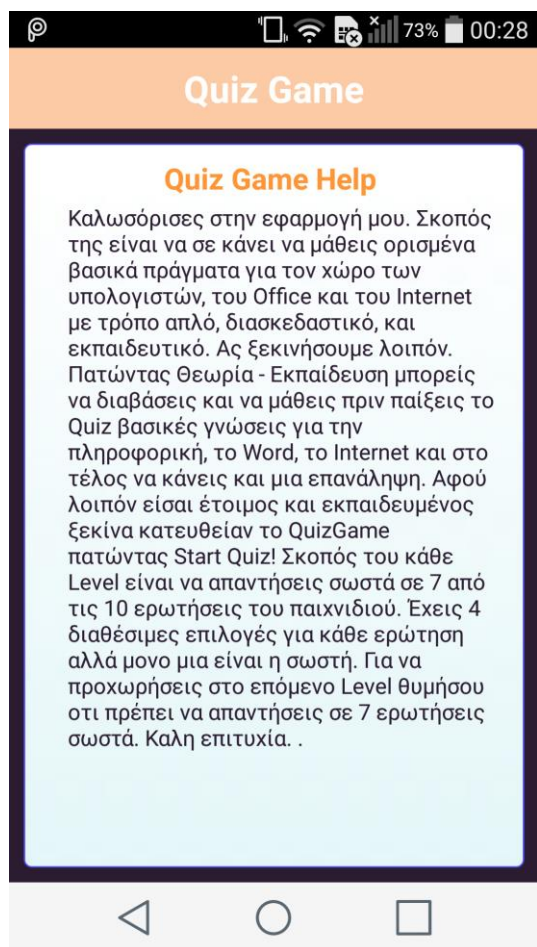 73% 00:28
Quiz Game
Quiz Game Help
Καλωσόρισες στην εφαρμογή μου. Σκοπός
της είναι να σε κάνει να μάθεις ορισμένα
βασικά πράγματα για τον χώρο των
υπολογιστών, του Office και του Internet
με τρόπο απλό, διασκεδαστικό, και
εκπαιδευτικό. Ας ξεκινήσουμε λοιπόν.
Πατώντας Θεωρία - Εκπαίδευση μπορείς
να διαβάσεις και να μάθεις πριν παίξεις το
Quiz βασικές γνώσεις για την
πληροφορική, το Word, το Internet και στο
τέλος να κάνεις και μια επανάληψη. Αφού
λοιπόν είσαι έτοιμος και εκπαιδευμένος
ξεκίνα κατευθείαν το QuizGame
πατώντας Start Quiz! Σκοπός του κάθε
Level είναι να απαντήσεις σωστά σε 7 από
τις 10 ερωτήσεις του παιχνιδιού. Έχεις 4
διαθέσιμες επιλογές για κάθε ερώτηση
αλλά μονο μια είναι η σωστή. Για να
προχωρήσεις στο επόμενο Level θυμήσου
οτι πρέπει να απαντήσεις σε 7 ερωτήσεις
σωστά. Καλη επιτυχία. .